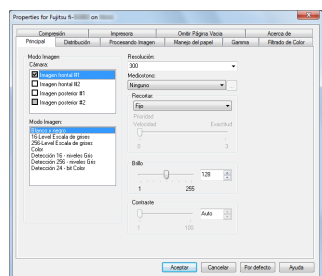 Properties for Fujitsu fi- on
Compresión Impresora Omitir Página Vacía Acerca de
Principal Distribución Procesando Imagen Manejo del papel Gamma Filtrado de Color
Modo Imagen
Cámara:
Imagen frontal #1
Imagen frontal #2
Imagen posterior #1
Imagen posterior #2
Modo Imagen:
Blanco y negro
16-Level Escala de grises
256-Level Escala de grises
Color
Detección 16 - niveles Gris
Detección 256 - niveles Gris
Detección 24 - bit Color
Resolución:
300
Mediostono:
Ninguno ...
Recortar:
Fijo
Prioridad
Velocidad Exactitud
0 3
Brillo
128
1 255
Contraste
Auto
1
Aceptar Cancelar Por defecto Ayuda